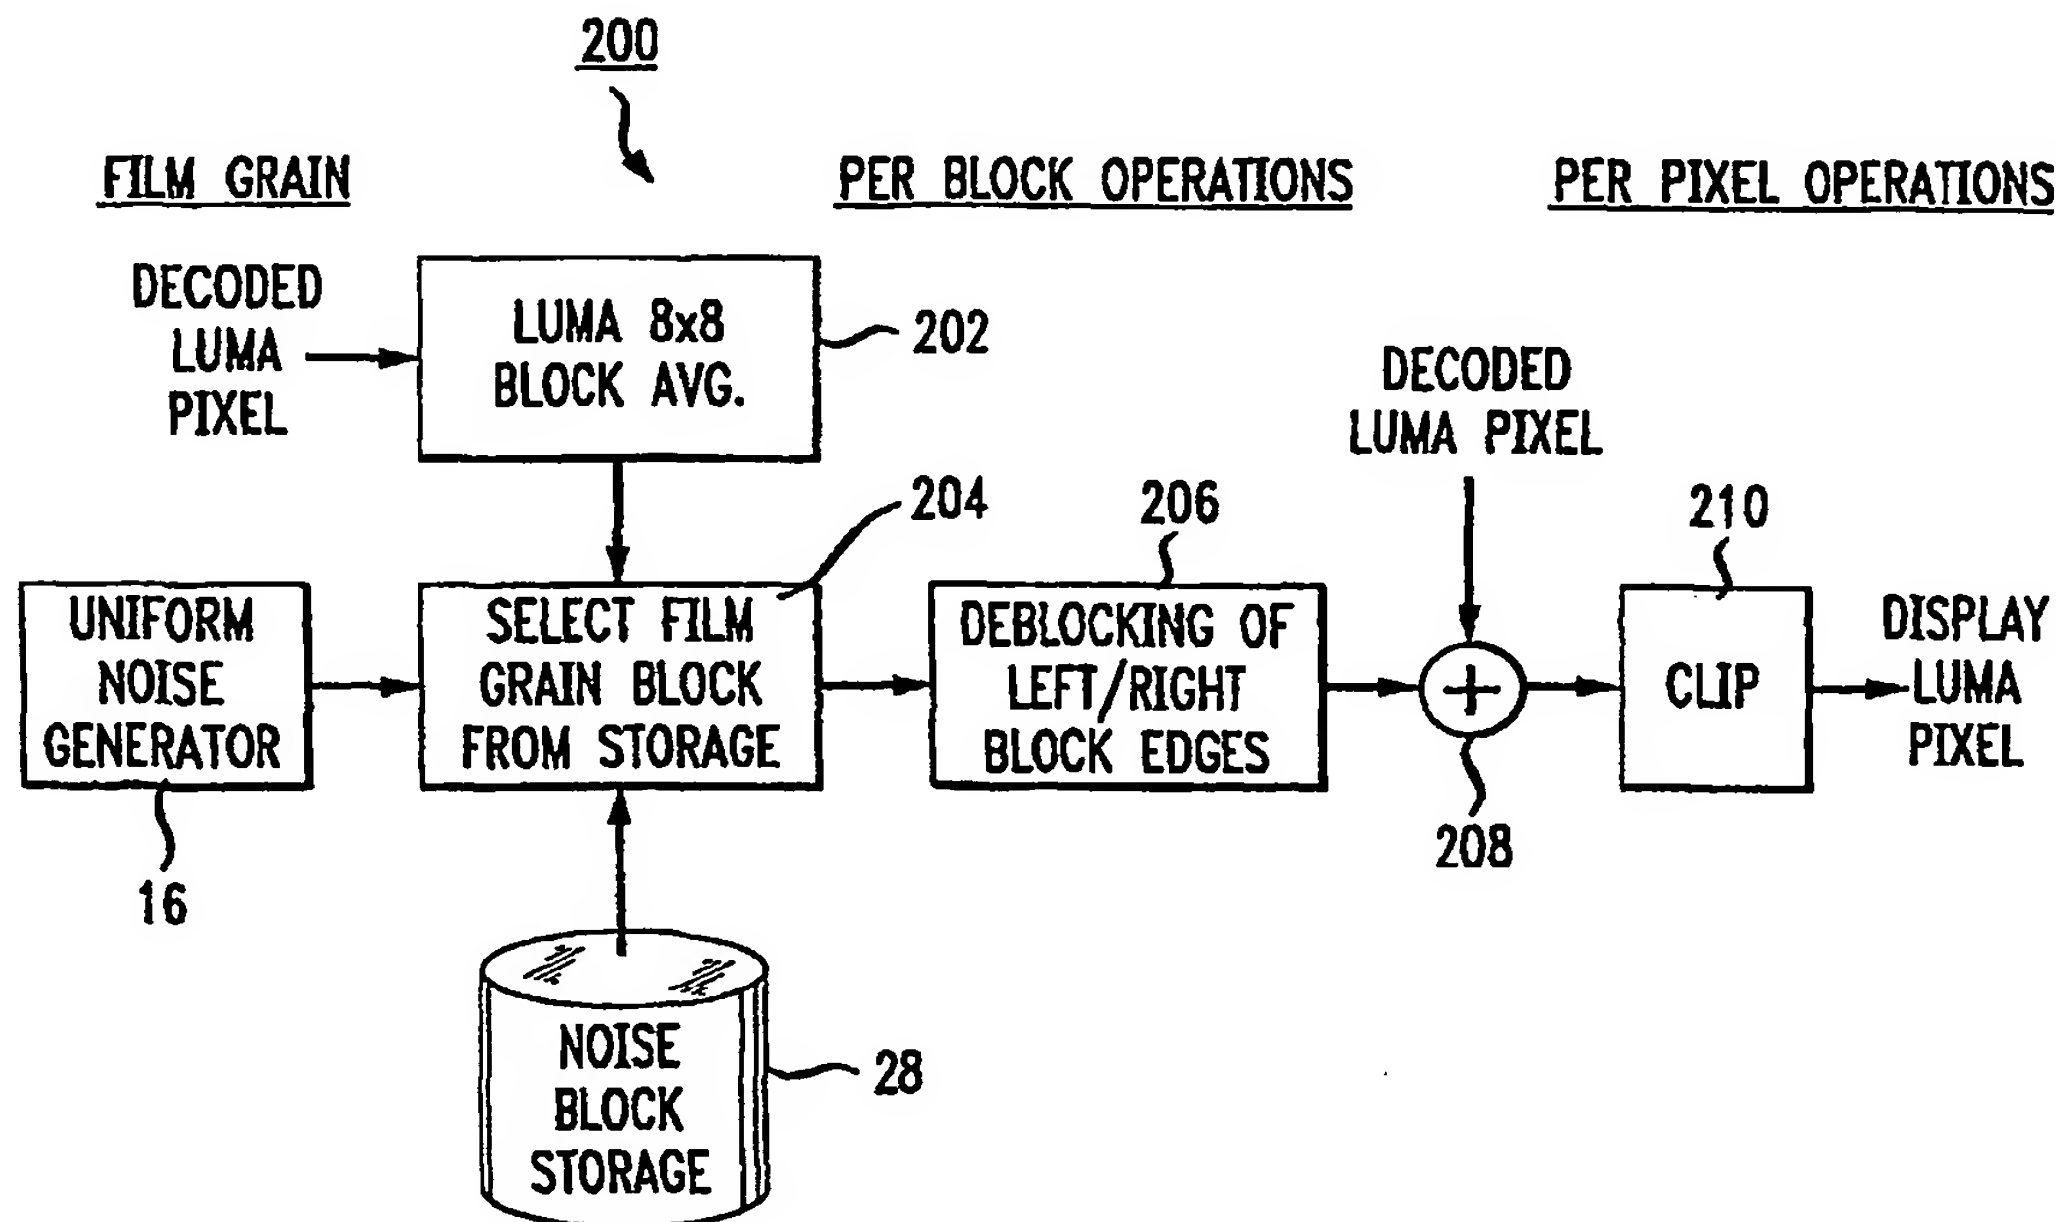 200
FILM GRAIN
PER BLOCK OPERATIONS
PER PIXEL OPERATIONS
DECODED
LUMA
PIXEL
LUMA 8x8
BLOCK AVG.
202
DECODED
LUMA PIXEL
204
206
210
UNIFORM
NOISE
GENERATOR
SELECT FILM
GRAIN BLOCK
FROM STORAGE
DEBLOCKING OF
LEFT/RIGHT
BLOCK EDGES
+
CLIP
DISPLAY
LUMA
PIXEL
16
208
NOISE
BLOCK
STORAGE
28